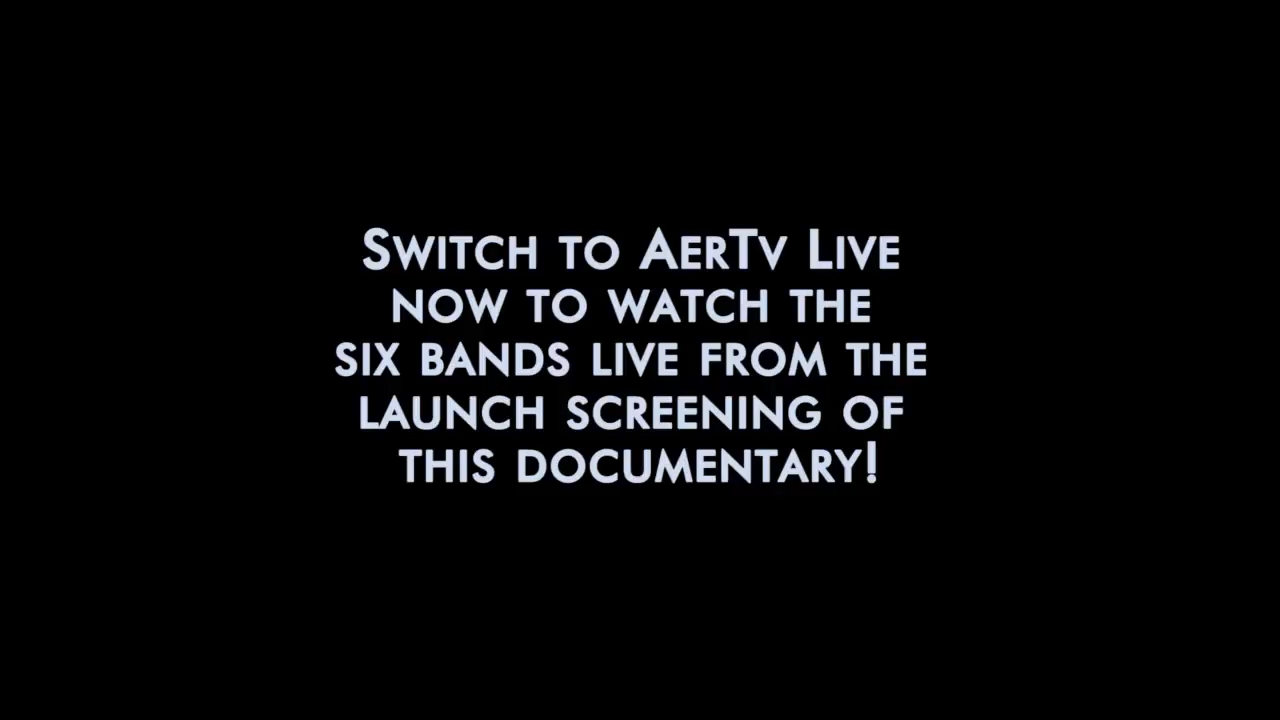 Switch to AerTv Live
now to watch the
six bands live from the
launch screening of
this documentary!